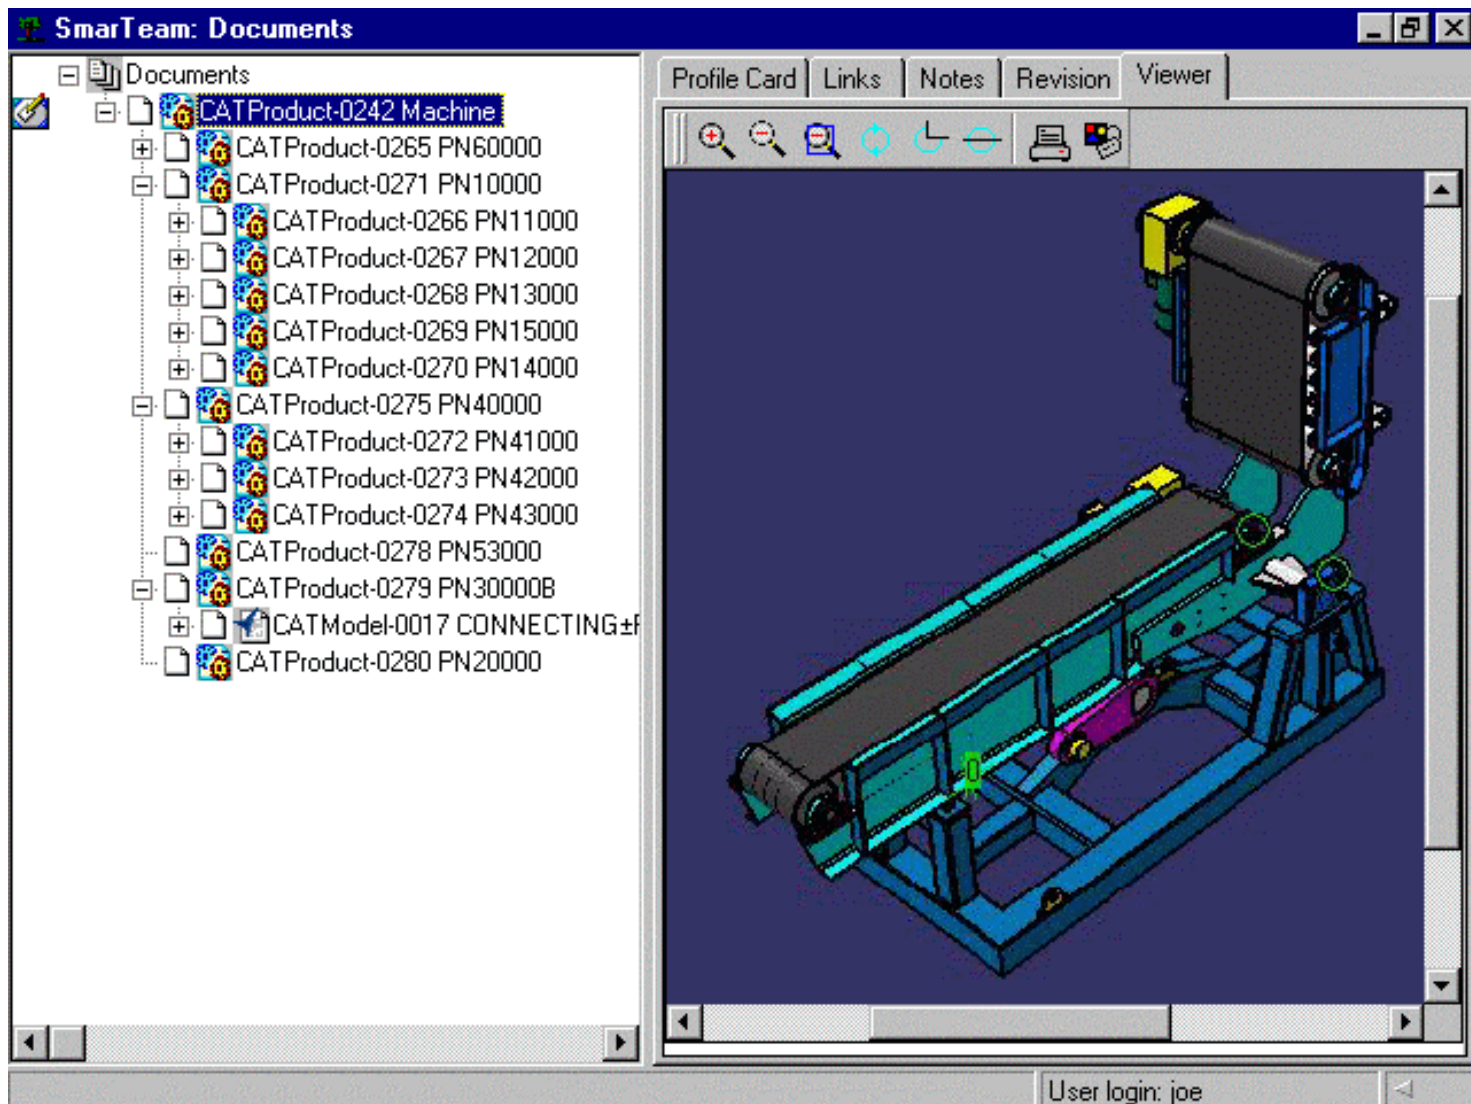 SmarTeam: Documents
Documents
CATProduct-0242 Machine
CATProduct-0265 PN60000
CATProduct-0271 PN10000
CATProduct-0266 PN11000
CATProduct-0267 PN12000
CATProduct-0268 PN13000
CATProduct-0269 PN15000
CATProduct-0270 PN14000
CATProduct-0275 PN40000
CATProduct-0272 PN41000
CATProduct-0273 PN42000
CATProduct-0274 PN43000
CATProduct-0278 PN53000
CATProduct-0279 PN30000B
CATModel-0017 CONNECTING±F
CATProduct-0280 PN20000
Profile Card Links Notes Revision Viewer
0
User login: joe